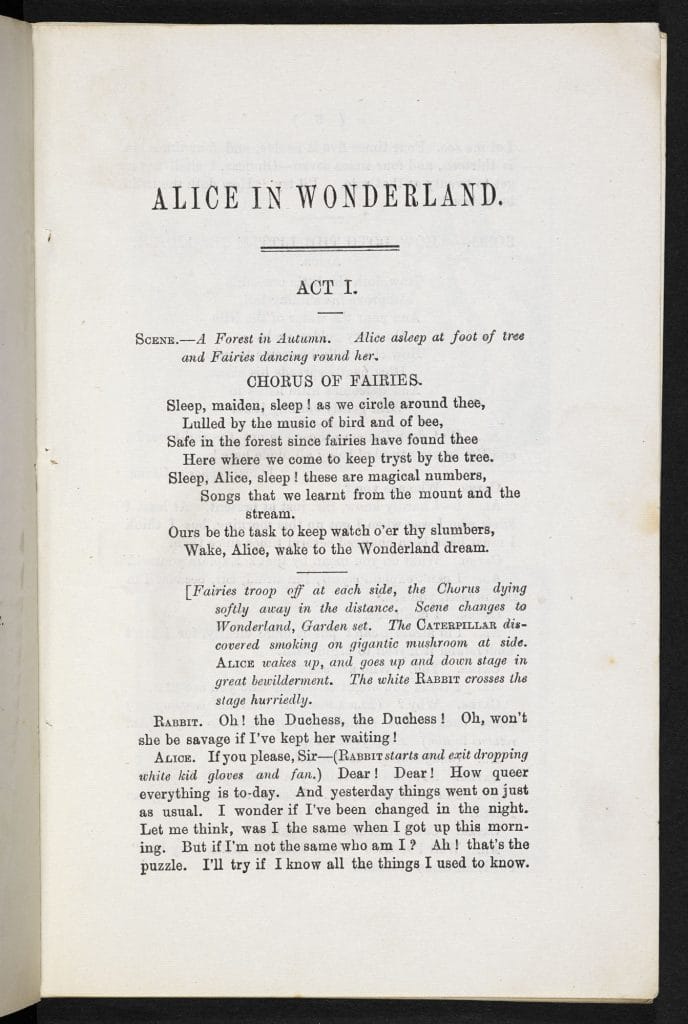 ALICE IN WONDERLAND.
ACT I.
SCENE.—A Forest in Autumn. Alice asleep at foot of tree
and Fairies dancing round her.
CHORUS OF FAIRIES.
Sleep, maiden, sleep! as we circle around thee,
Lulled by the music of bird and of bee,
Safe in the forest since fairies have found thee
Here where we come to keep tryst by the tree.
Sleep, Alice, sleep! these are magical numbers,
Songs that we learnt from the mount and the
stream.
Ours be the task to keep watch o'er thy slumbers,
Wake, Alice, wake to the Wonderland dream.
[Fairies troop off at each side, the Chorus dying
softly away in the distance. Scene changes to
Wonderland, Garden set. The CATERPILLAR dis-
covered smoking on gigantic mushroom at side.
ALICE wakes up, and goes up and down stage in
great bewilderment. The white RABBIT crosses the
stage hurriedly.
RABBIT. Oh! the Duchess, the Duchess! Oh, won't
she be savage if I've kept her waiting!
ALICE. If you please, Sir—(RABBIT starts and exit dropping
white kid gloves and fan.) Dear! Dear! How queer
everything is to-day. And yesterday things went on just
as usual. I wonder if I've been changed in the night.
Let me think, was I the same when I got up this morn-
ing. But if I'm not the same who am I? Ah! that's the
puzzle. I'll try if I know all the things I used to know.